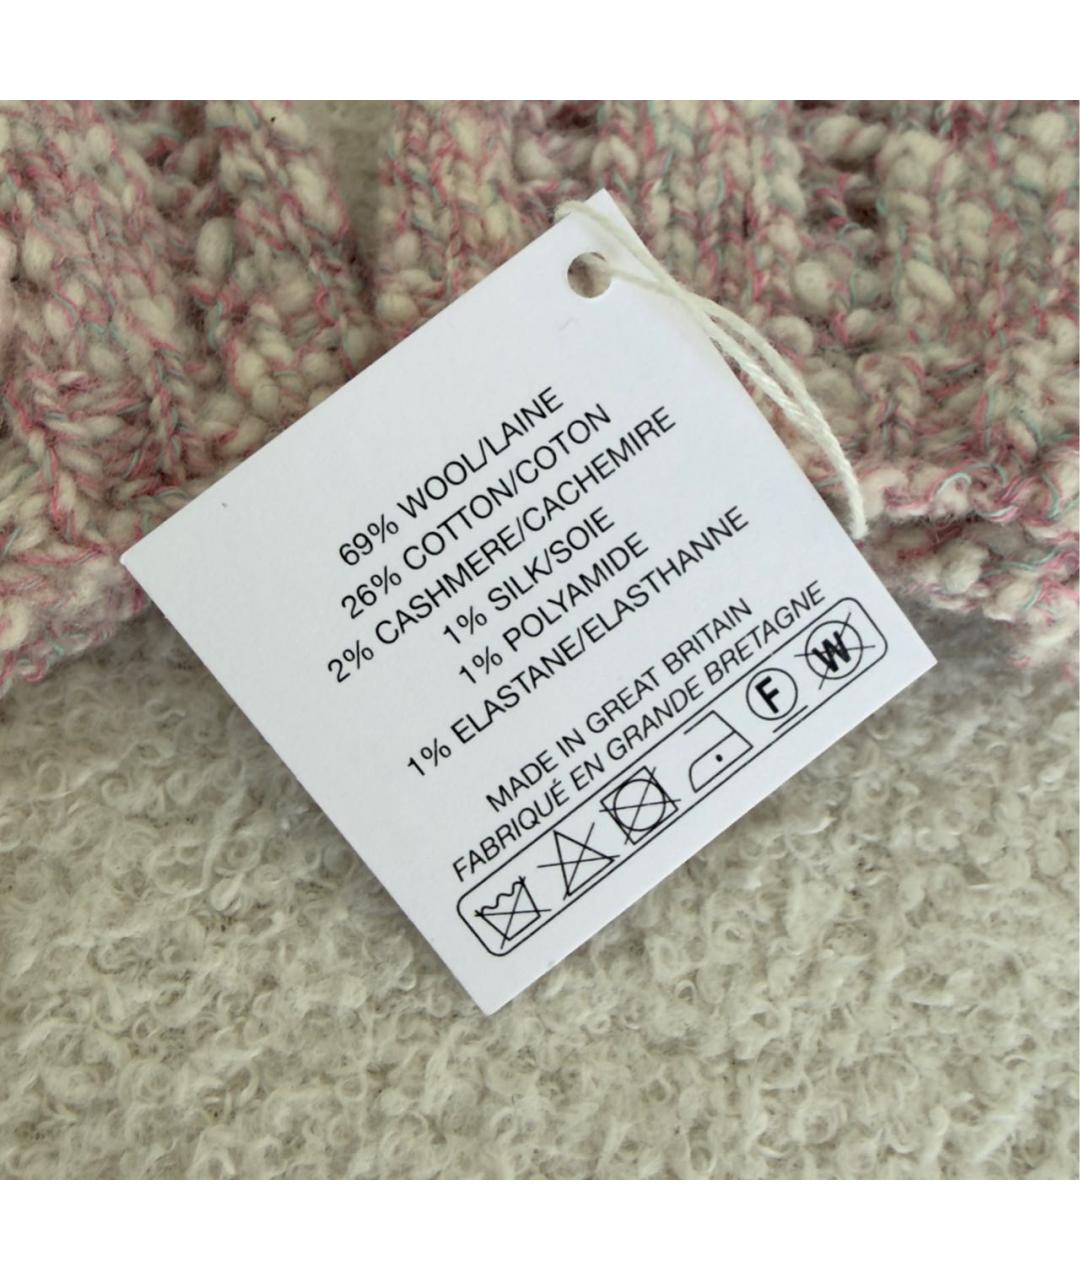 69% WOOL/LAINE
26% COTTON/COTON
2% CASHMERE/CACHEMIRE
1% SILK/SOIE
1% POLYAMIDE
1% ELASTANE/ELASTHANNE
MADE IN GREAT BRITAIN
FABRIQUÉ EN GRANDE BRETAGNE
F W